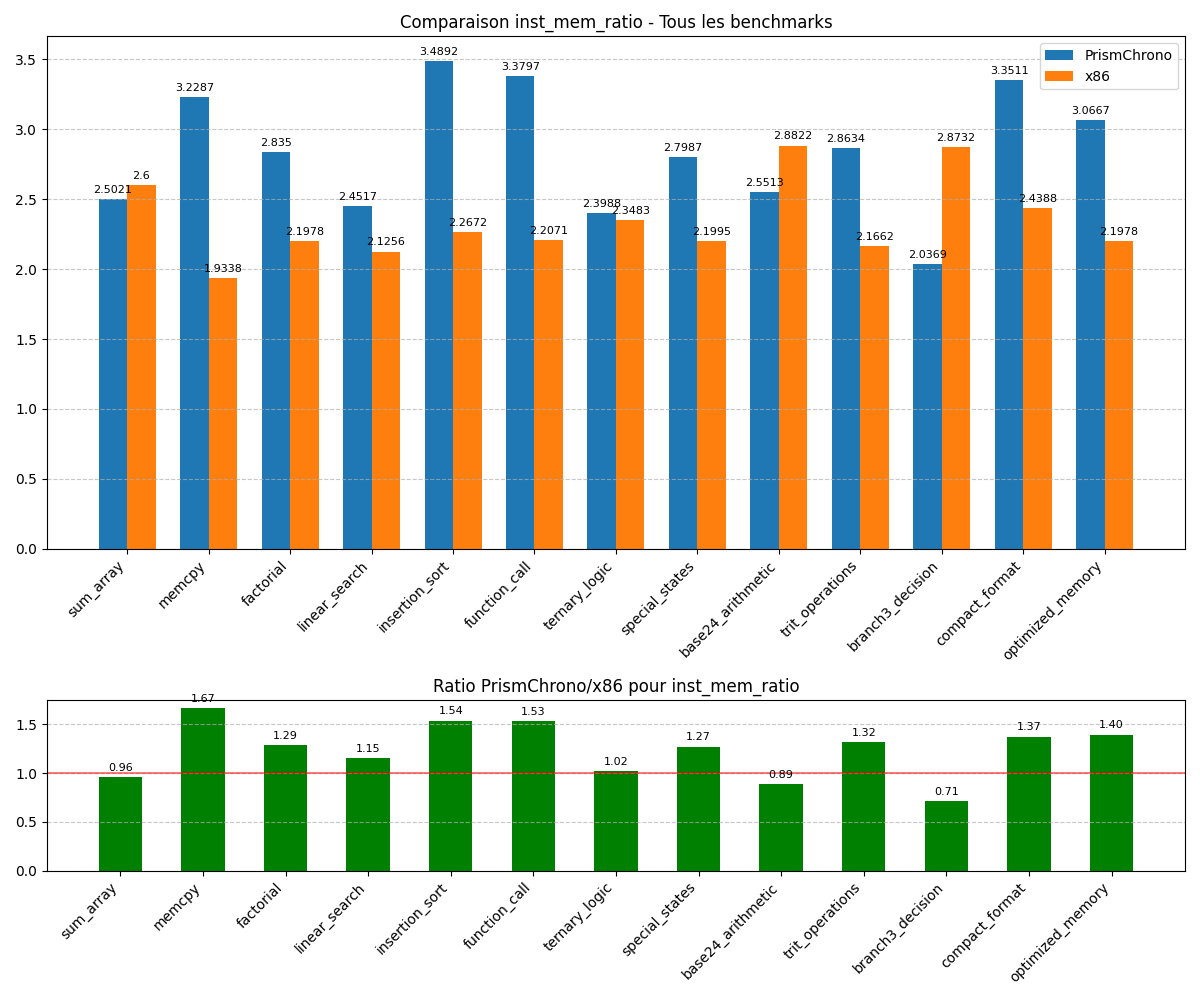 Comparaison inst_mem_ratio - Tous les benchmarks
PrismChrono
x86
3.5
3.0
2.5
2.0
1.5
1.0
0.5
0.0
2.5021 2.6
3.2287 1.9338
2.835 2.1978
2.4517 2.1256
3.4892 2.2672
3.3797 2.2071
2.3988 2.3483
2.7987 2.1995
2.5513 2.8822
2.8634 2.1662
2.0369 2.8732
3.3511 2.4388
3.0667 2.1978
sum_array
memcpy
factorial
linear_search
insertion_sort
function_call
ternary_logic
special_states
base24_arithmetic
trit_operations
branch3_decision
compact_format
optimized_memory
Ratio PrismChrono/x86 pour inst_mem_ratio
1.5
1.0
0.5
0.0
0.96
1.67
1.29
1.15
1.54
1.53
1.02
1.27
0.89
1.32
0.71
1.37
1.40
sum_array
memcpy
factorial
linear_search
insertion_sort
function_call
ternary_logic
special_states
base24_arithmetic
trit_operations
branch3_decision
compact_format
optimized_memory